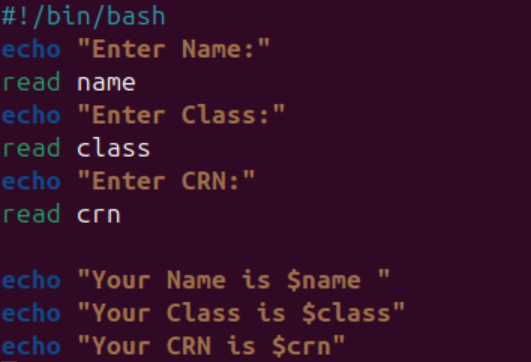 #!/bin/bash
echo "Enter Name:"
read name
echo "Enter Class:"
read class
echo "Enter CRN:"
read crn
echo "Your Name is $name "
echo "Your Class is $class"
echo "Your CRN is $crn"